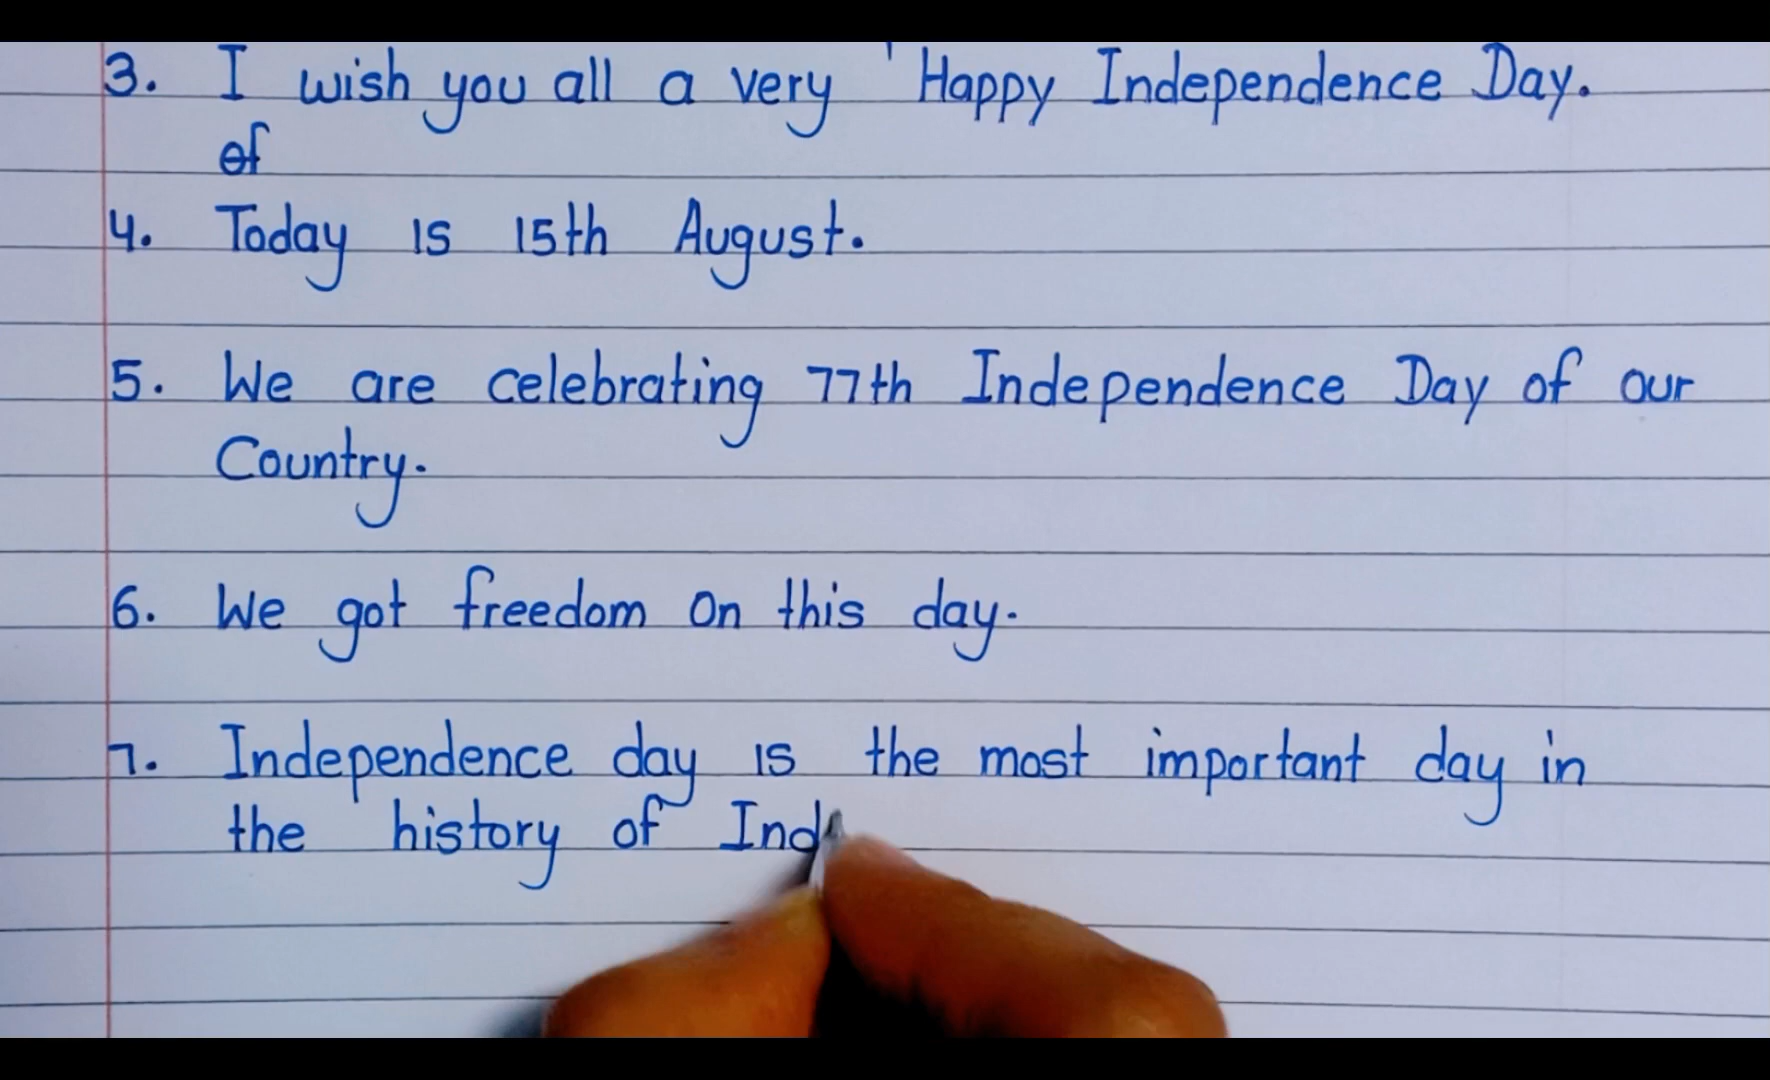 3. I wish you all a very 'Happy Independence Day.
of
4. Today is 15th August.
5. We are celebrating 77th Independence Day of our
Country.
6. We got freedom on this day.
7. Independence day is the most important day in
the history of Ind